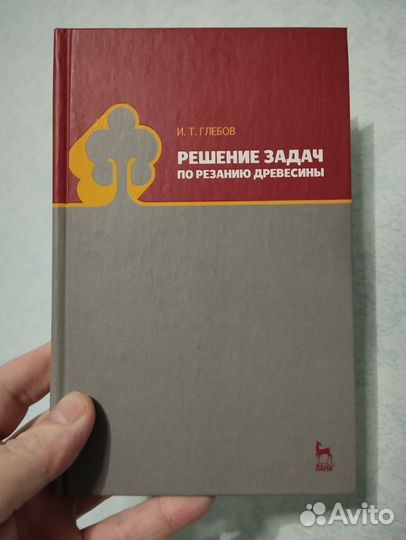 И. Т. ГЛЕБОВ
РЕШЕНИЕ ЗАДАЧ
ПО РЕЗАНИЮ ДРЕВЕСИНЫ
ЛАНЬ
Avito